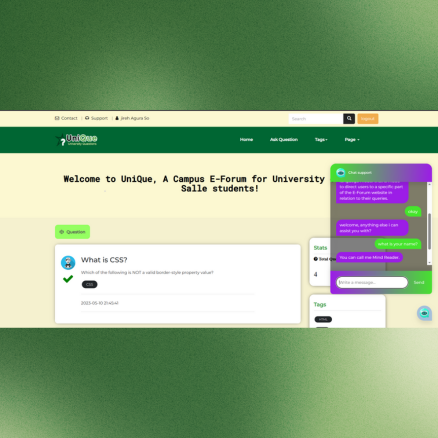 Contact | Support | Jireh Agura So
Search
Logout
UniQue
University Questions
Home Ask Question Tags Page
Welcome to UniQue, A Campus E-Forum for University
Salle students!
Question
What is CSS?
Which of the following is NOT a valid border-style property value?
CSS
2023-05-10 21:40:41
Stats
Total Que
4
Tags
HTML
Chat support
to direct users to a specific part
of the E-Forum website in
relation to their queries.
okay
welcome, anything else i can
assist you with?
what is your name?
You can call me Mind Reader.
Write a message...
Send